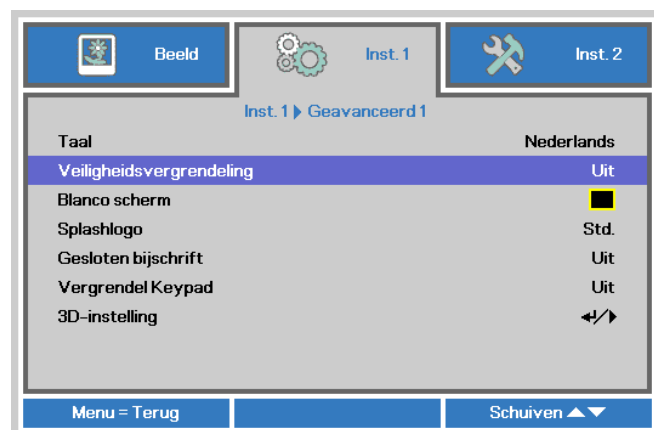 Beeld
Inst. 1
Inst. 2
Inst. 1 Geavanceerd 1
Taal Nederlands
Veiligheidsvergrendeling Uit
Blanco scherm
Splashlogo Std.
Gesloten bijschrift Uit
Vergrendel Keypad Uit
3D-instelling ↵/▶
Menu = Terug
Schuiven ▲▼